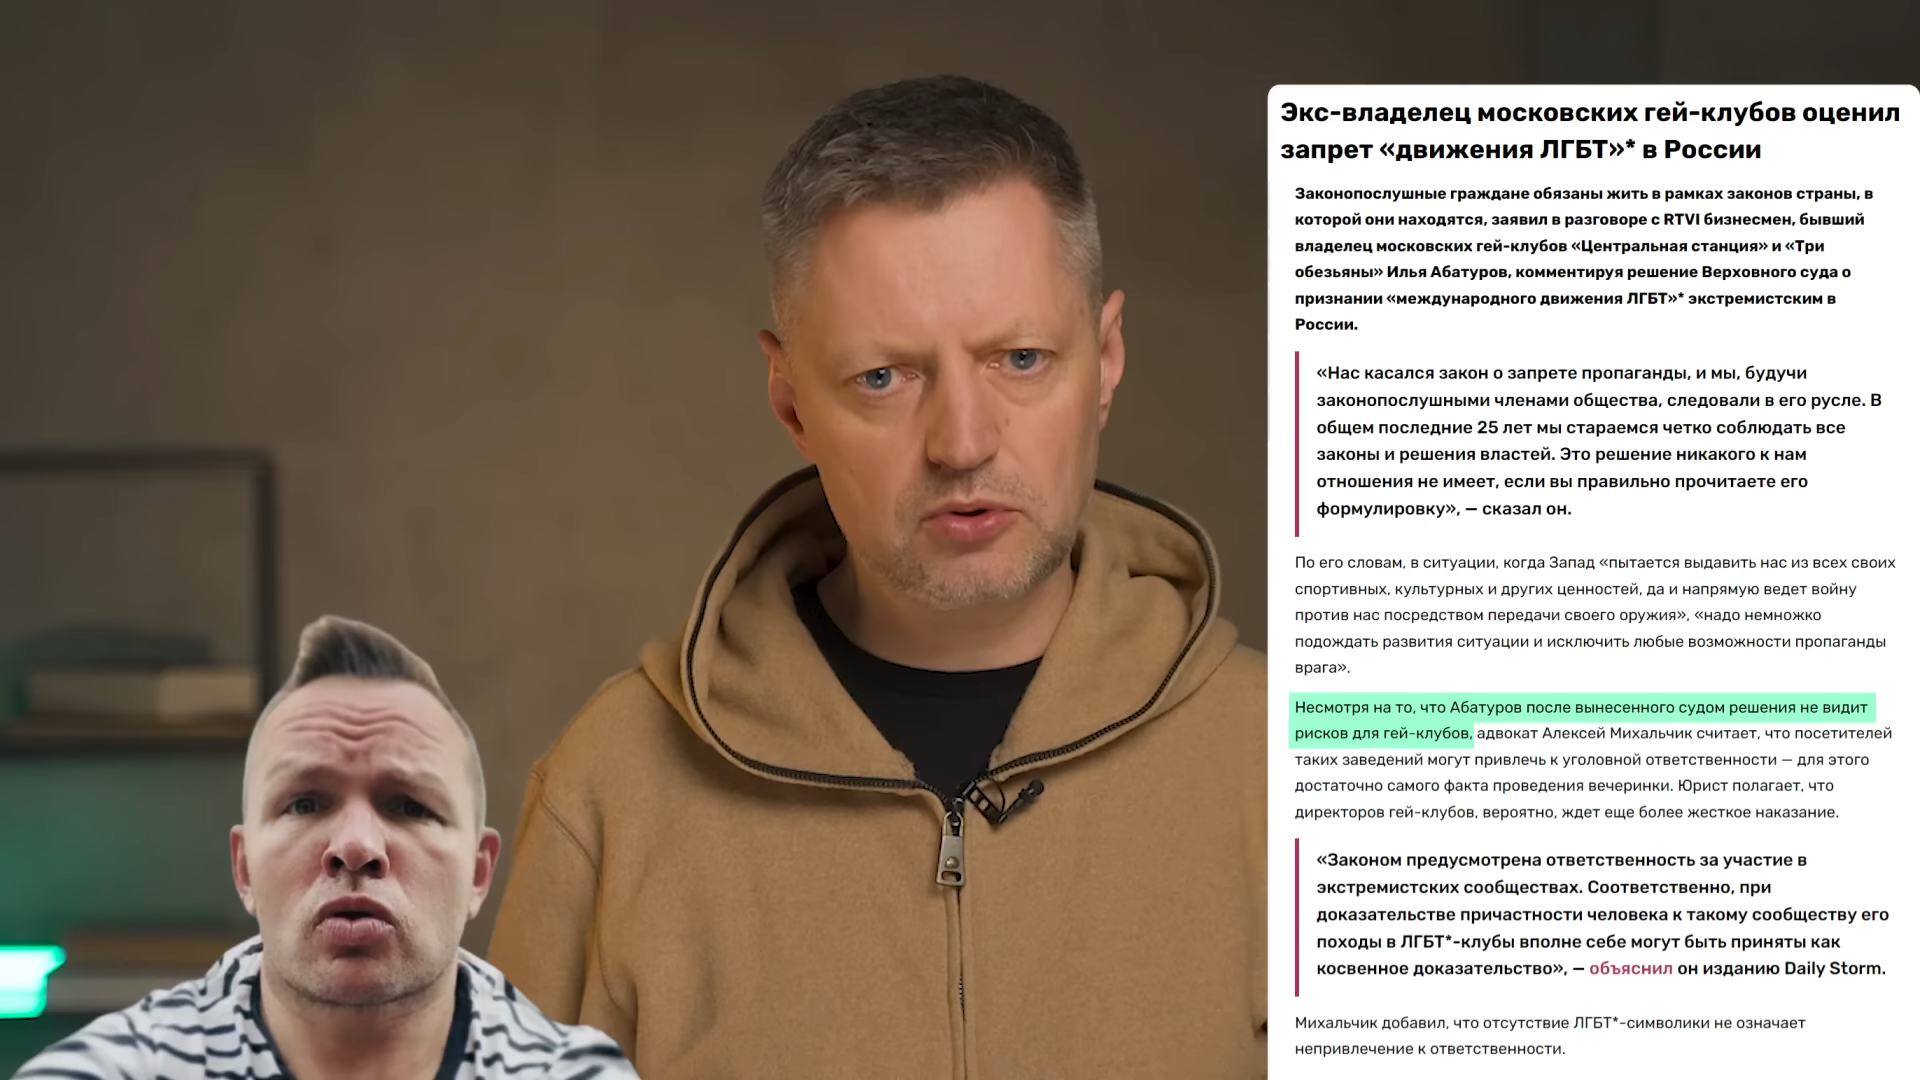 Экс-владелец московских гей-клубов оценил
запрет «движения ЛГБТ»* в России
Законопослушные граждане обязаны жить в рамках законов страны, в
которой они находятся, заявил в разговоре с RTVI бизнесмен, бывший
владелец московских гей-клубов «Центральная станция» и «Три
обезьяны» Илья Абатуров, комментируя решение Верховного суда о
признании «международного движения ЛГБТ»* экстремистским в
России.
«Нас касался закон о запрете пропаганды, и мы, будучи
законопослушными членами общества, следовали в его русле. В
общем последние 25 лет мы стараемся четко соблюдать все
законы и решения властей. Это решение никакого к нам
отношения не имеет, если вы правильно прочитаете его
формулировку», — сказал он.
По его словам, в ситуации, когда Запад «пытается выдавить нас из всех своих
спортивных, культурных и других ценностей, да и напрямую ведет войну
против нас посредством передачи своего оружия», «надо немножко
подождать развития ситуации и исключить любые возможности пропаганды
врага».
Несмотря на то, что Абатуров после вынесенного судом решения не видит
рисков для гей-клубов, адвокат Алексей Михальчик считает, что посетителей
таких заведений могут привлечь к уголовной ответственности — для этого
достаточно самого факта проведения вечеринки. Юрист полагает, что
директоров гей-клубов, вероятно, ждет еще более жесткое наказание.
«Законом предусмотрена ответственность за участие в
экстремистских сообществах. Соответственно, при
доказательстве причастности человека к такому сообществу его
походы в ЛГБТ*-клубы вполне себе могут быть приняты как
косвенное доказательство», — объяснил он изданию Daily Storm.
Михальчик добавил, что отсутствие ЛГБТ*-символики не означает
непривлечение к ответственности.